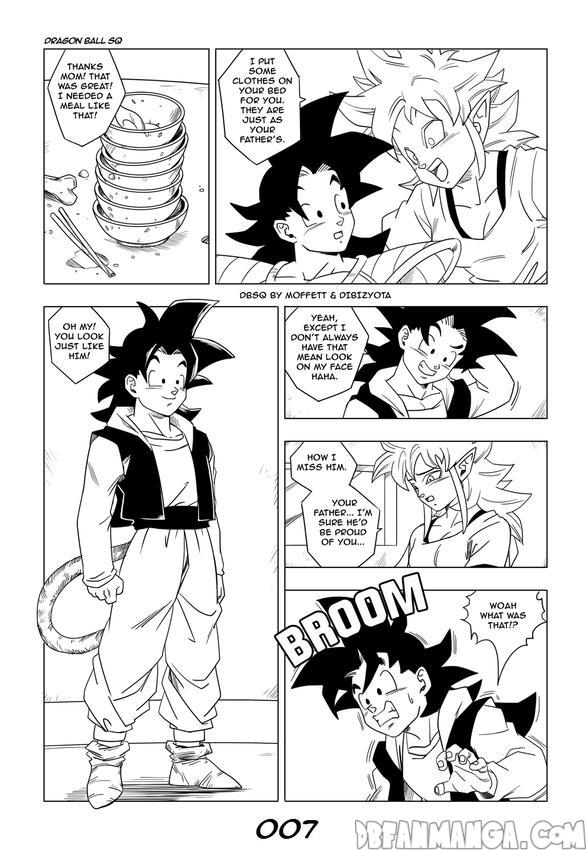 DRAGON BALL SQ
THANKS
MOM! THAT
WAS GREAT!
I NEEDED A
MEAL LIKE
THAT!
I PUT
SOME
CLOTHES ON
YOUR BED
FOR YOU.
THEY ARE
JUST AS
YOUR
FATHER'S.
DBSQ BY MOFFETT & DIBIZYOTA
OH MY!
YOU LOOK
JUST LIKE
HIM!
YEAH,
EXCEPT I
DON'T ALWAYS
HAVE THAT
MEAN LOOK
ON MY FACE
HAHA.
HOW I
MISS HIM.
YOUR
FATHER... I'M
SURE HE'D
BE PROUD
OF YOU...
BROOM
WOAH
WHAT WAS
THAT!?
007
DBFANMANGA.COM